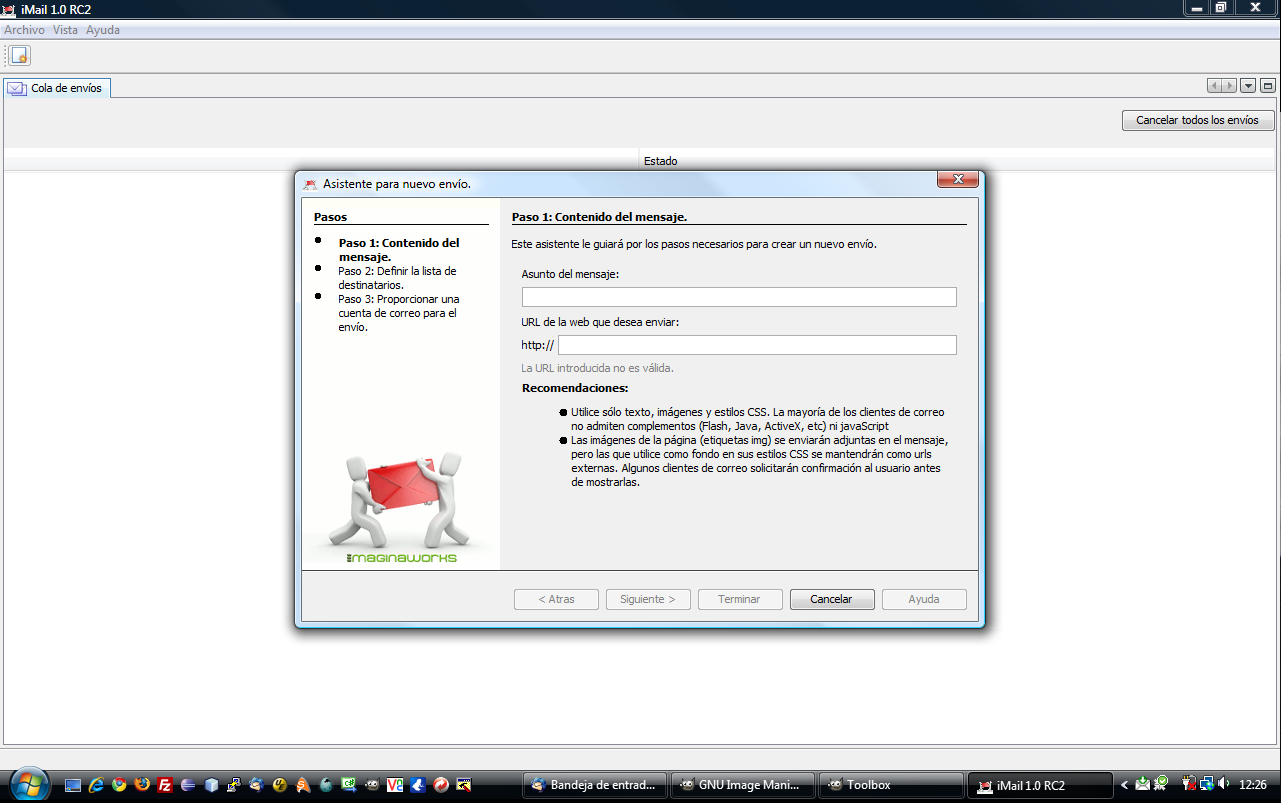 iMail 1.0 RC2
Archivo Vista Ayuda
Cola de envíos
Cancelar todos los envíos
Estado
Asistente para nuevo envío.
Pasos
Paso 1: Contenido del
mensaje.
Paso 2: Definir la lista de
destinatarios.
Paso 3: Proporcionar una
cuenta de correo para el
envío.
imaginaworks
Paso 1: Contenido del mensaje.
Este asistente le guiará por los pasos necesarios para crear un nuevo envío.
Asunto del mensaje:
URL de la web que desea enviar:
http://
La URL introducida no es válida.
Recomendaciones:
Utilice sólo texto, imágenes y estilos CSS. La mayoría de los clientes de correo
no admiten complementos (Flash, Java, ActiveX, etc) ni javaScript
Las imágenes de la página (etiquetas img) se enviarán adjuntas en el mensaje,
pero las que utilice como fondo en sus estilos CSS se mantendrán como urls
externas. Algunos clientes de correo solicitarán confirmación al usuario antes
de mostrarlas.
< Atras Siguiente > Terminar Cancelar Ayuda
Bandeja de entrad... GNU Image Mani... Toolbox iMail 1.0 RC2 12:26